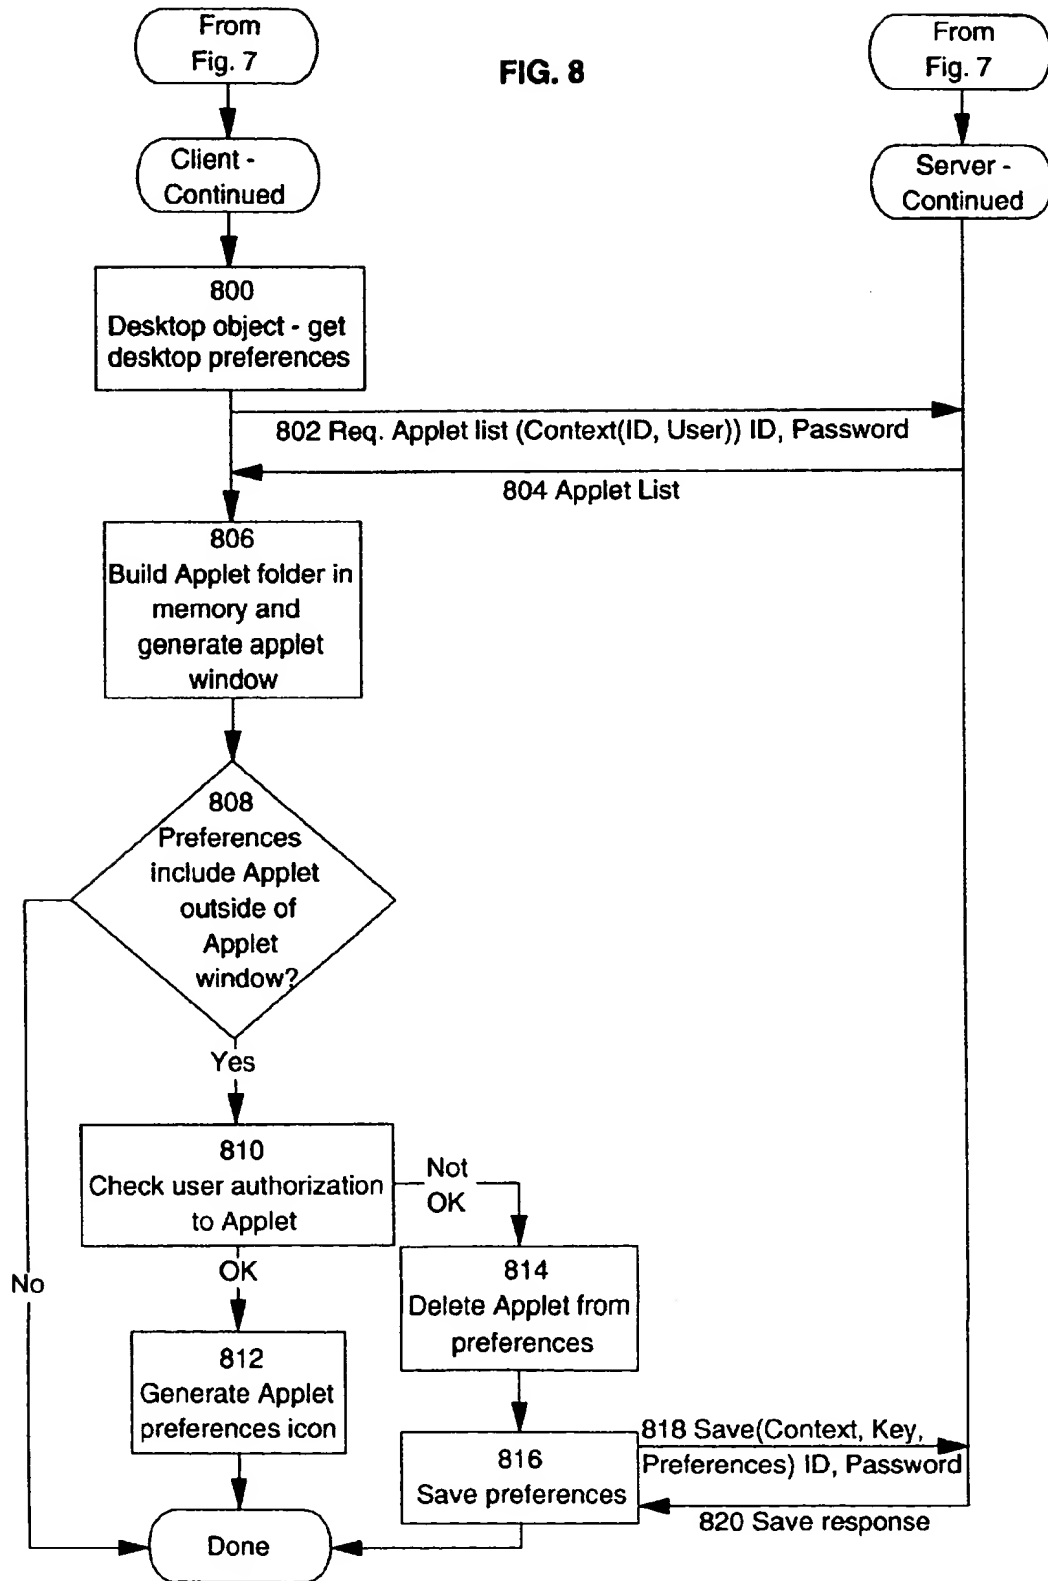 From
Fig. 7
FIG. 8
From
Fig. 7
Client -
Continued
Server -
Continued
800
Desktop object - get
desktop preferences
802 Req. Applet list (Context(ID, User)) ID, Password
804 Applet List
806
Build Applet folder in
memory and
generate applet
window
808
Preferences
include Applet
outside of
Applet
window?
Yes
810
Check user authorization
to Applet
Not
OK
No
OK
814
Delete Applet from
preferences
812
Generate Applet
preferences icon
818 Save(Context, Key,
Preferences) ID, Password
816
Save preferences
820 Save response
Done